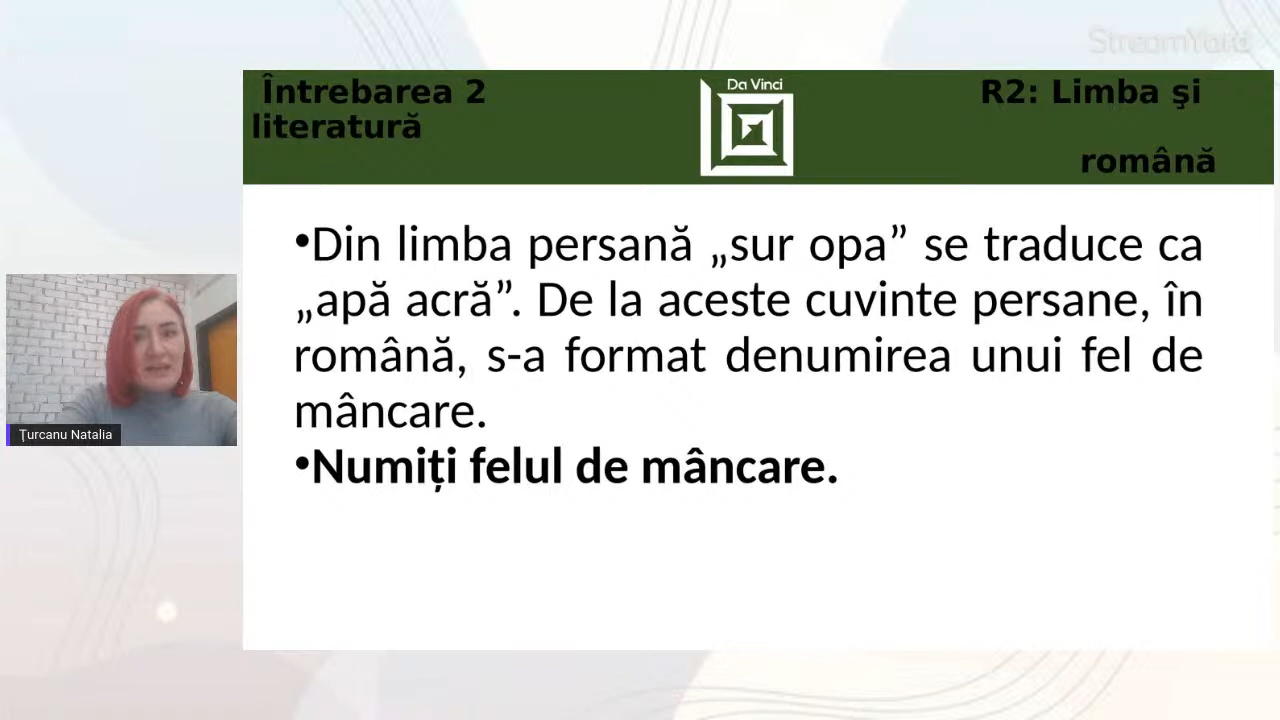 StreamYard
Întrebarea 2
R2: Limba şi
literatură
română
Da Vinci
•Din limba persană „sur opa” se traduce ca
„apă acră”. De la aceste cuvinte persane, în
română, s-a format denumirea unui fel de
mâncare.
•Numiți felul de mâncare.
Ţurcanu Natalia